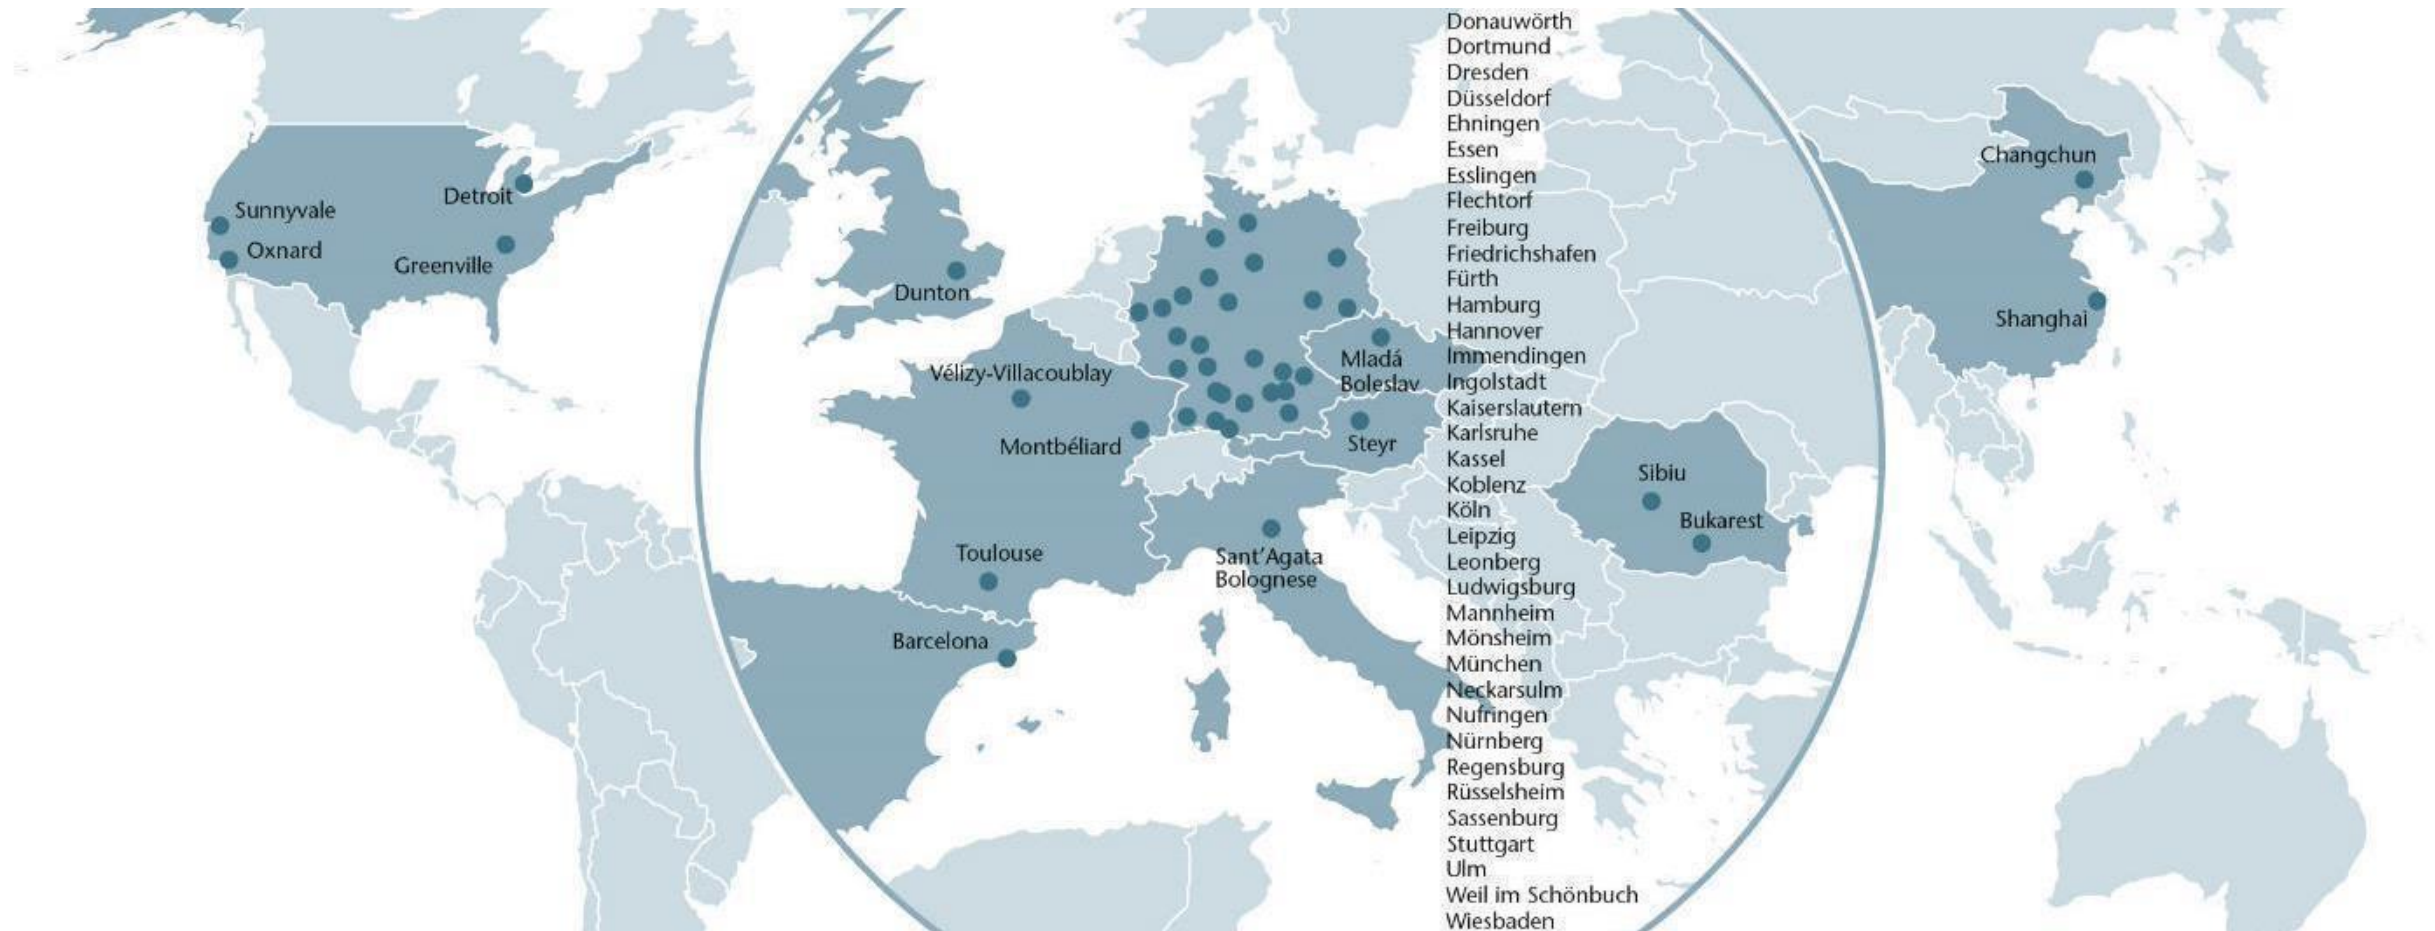 Sunnyvale
Oxnard
Detroit
Greenville
Dunton
Vélizy-Villacoublay
Montbéliard
Toulouse
Barcelona
Mladá
Boleslav
Steyr
Sant'Agata
Bolognese
Donauwörth
Dortmund
Dresden
Düsseldorf
Ehningen
Essen
Esslingen
Flechtorf
Freiburg
Friedrichshafen
Fürth
Hamburg
Hannover
Immendingen
Ingolstadt
Kaiserslautern
Karlsruhe
Kassel
Koblenz
Köln
Leipzig
Leonberg
Ludwigsburg
Mannheim
Mönsheim
München
Neckarsulm
Nufringen
Nürnberg
Regensburg
Rüsselsheim
Sassenburg
Stuttgart
Ulm
Weil im Schönbuch
Wiesbaden
Sibiu
Bukarest
Changchun
Shanghai